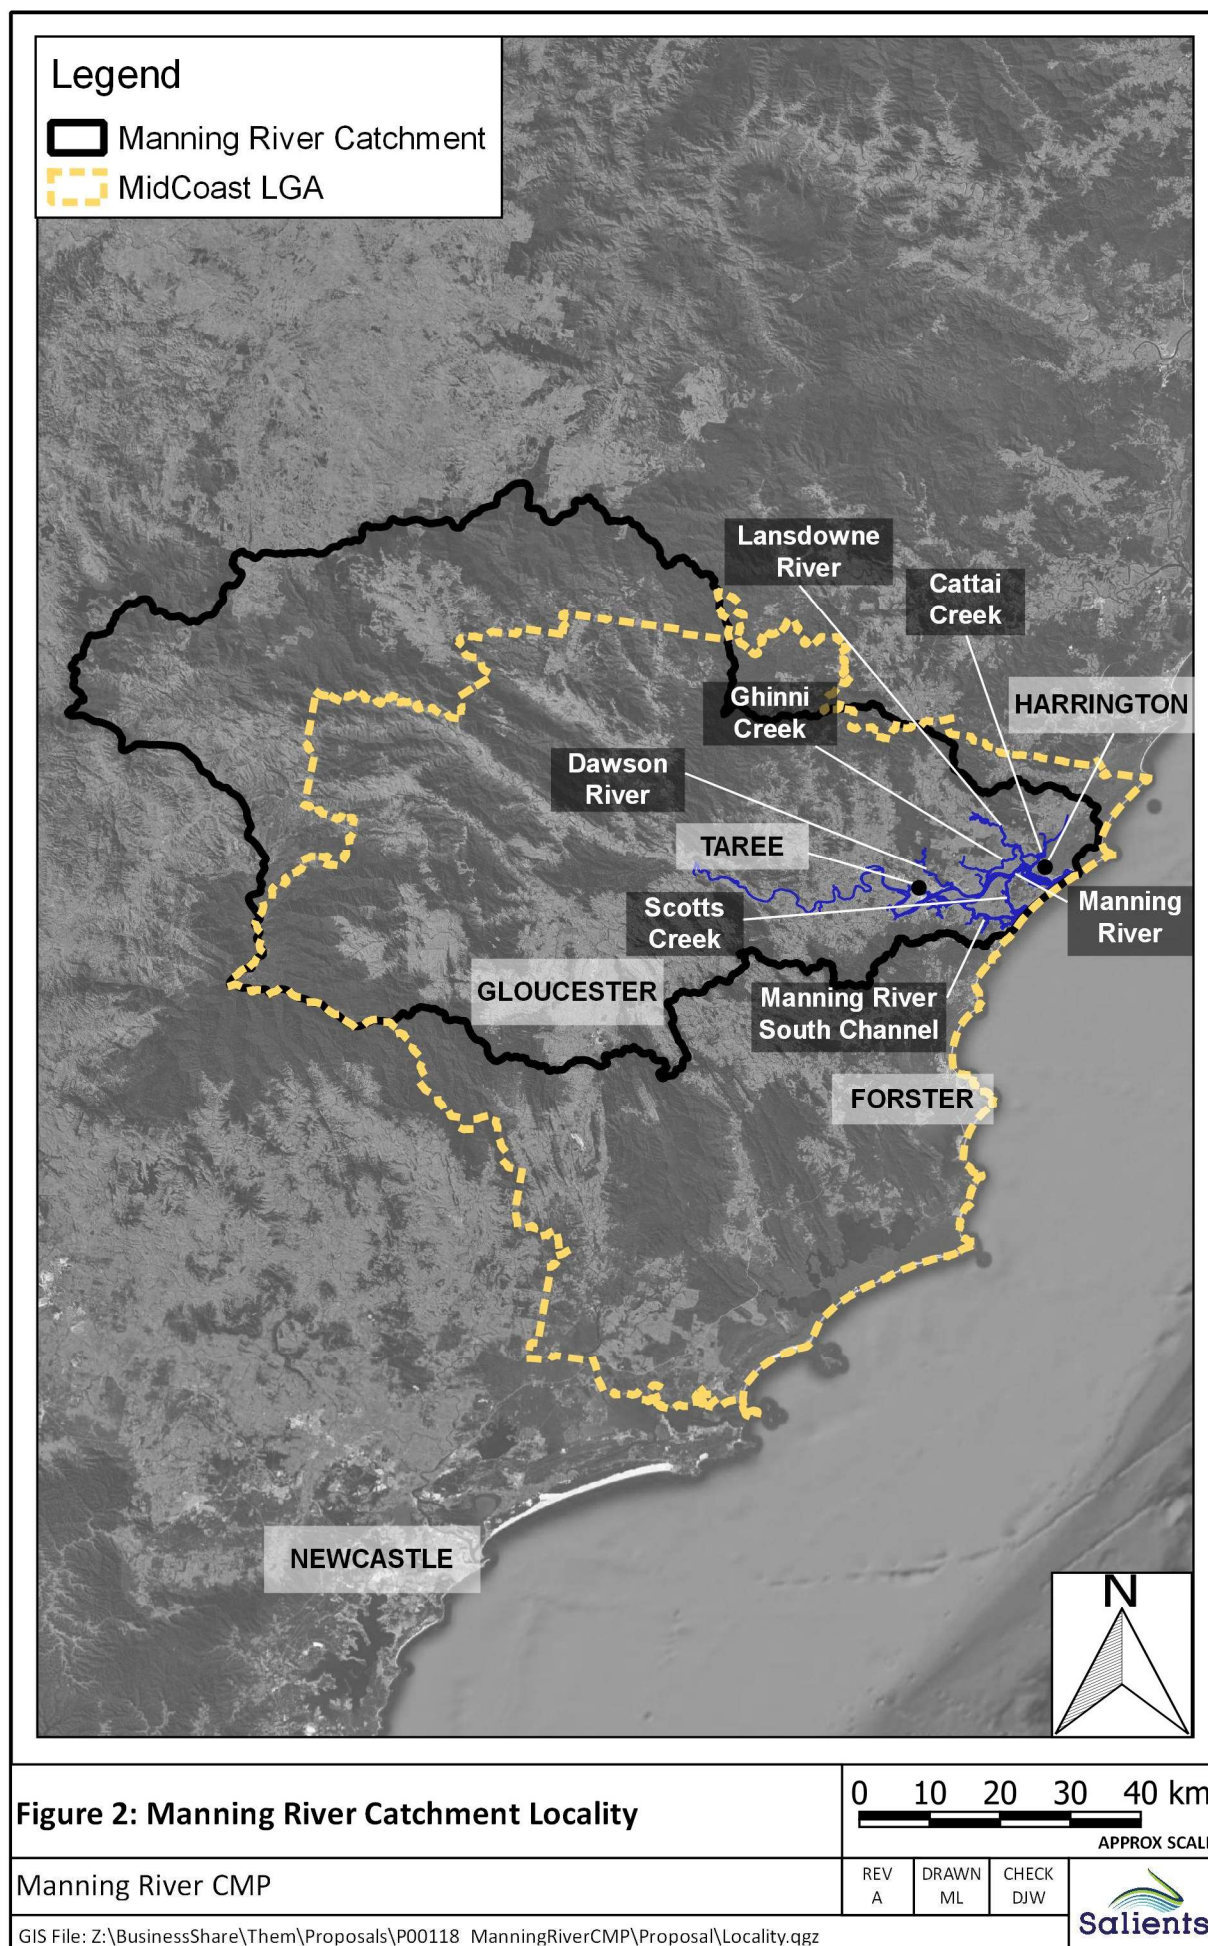 Legend
Manning River Catchment
MidCoast LGA
Lansdowne
River
Cattai
Creek
Ghinni
Creek
HARRINGTON
Dawson
River
TAREE
Scotts
Creek
Manning
River
GLOUCESTER
Manning River
South Channel
FORSTER
NEWCASTLE
N
Figure 2: Manning River Catchment Locality
0 10 20 30 40 km
APPROX SCALE
Manning River CMP
REV
A
DRAWN
ML
CHECK
DJW
Salients
GIS File: Z:\BusinessShare\Them\Proposals\P00118_ManningRiverCMP\Proposal\Locality.qgz